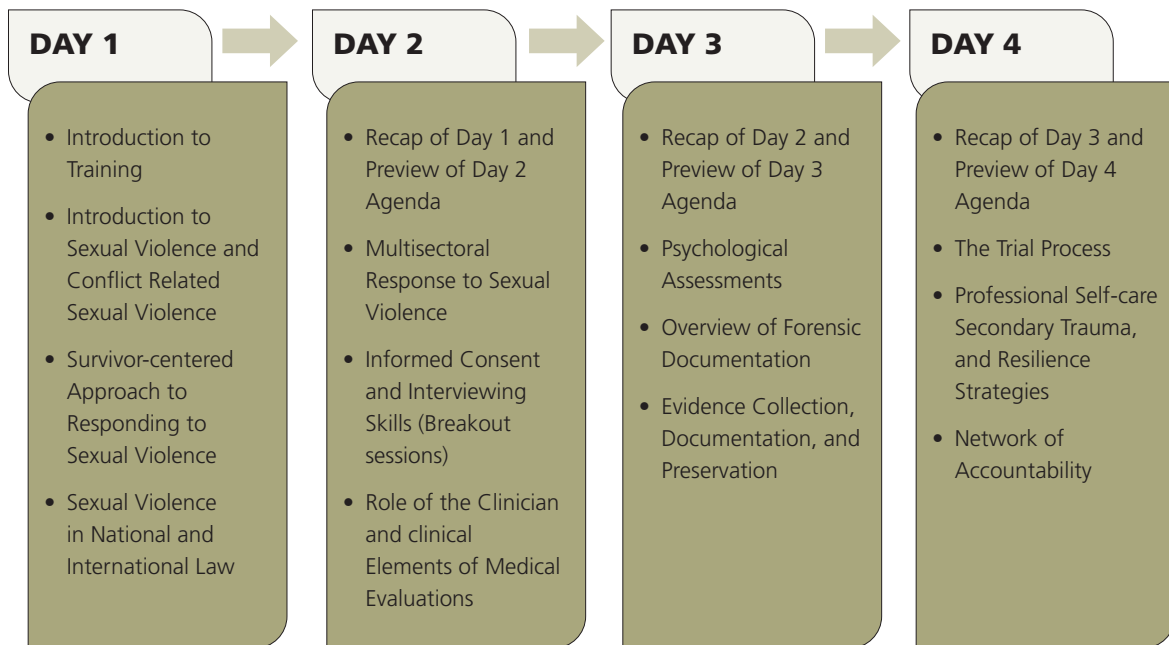 DAY 1
• Introduction to
Training
• Introduction to
Sexual Violence and
Conflict Related
Sexual Violence
• Survivor-centered
Approach to
Responding to
Sexual Violence
• Sexual Violence
in National and
International Law
DAY 2
• Recap of Day 1 and
Preview of Day 2
Agenda
• Multisectoral
Response to Sexual
Violence
• Informed Consent
and Interviewing
Skills (Breakout
sessions)
• Role of the Clinician
and clinical
Elements of Medical
Evaluations
DAY 3
• Recap of Day 2 and
Preview of Day 3
Agenda
• Psychological
Assessments
• Overview of Forensic
Documentation
• Evidence Collection,
Documentation, and
Preservation
DAY 4
• Recap of Day 3 and
Preview of Day 4
Agenda
• The Trial Process
• Professional Self-care
Secondary Trauma,
and Resilience
Strategies
• Network of
Accountability